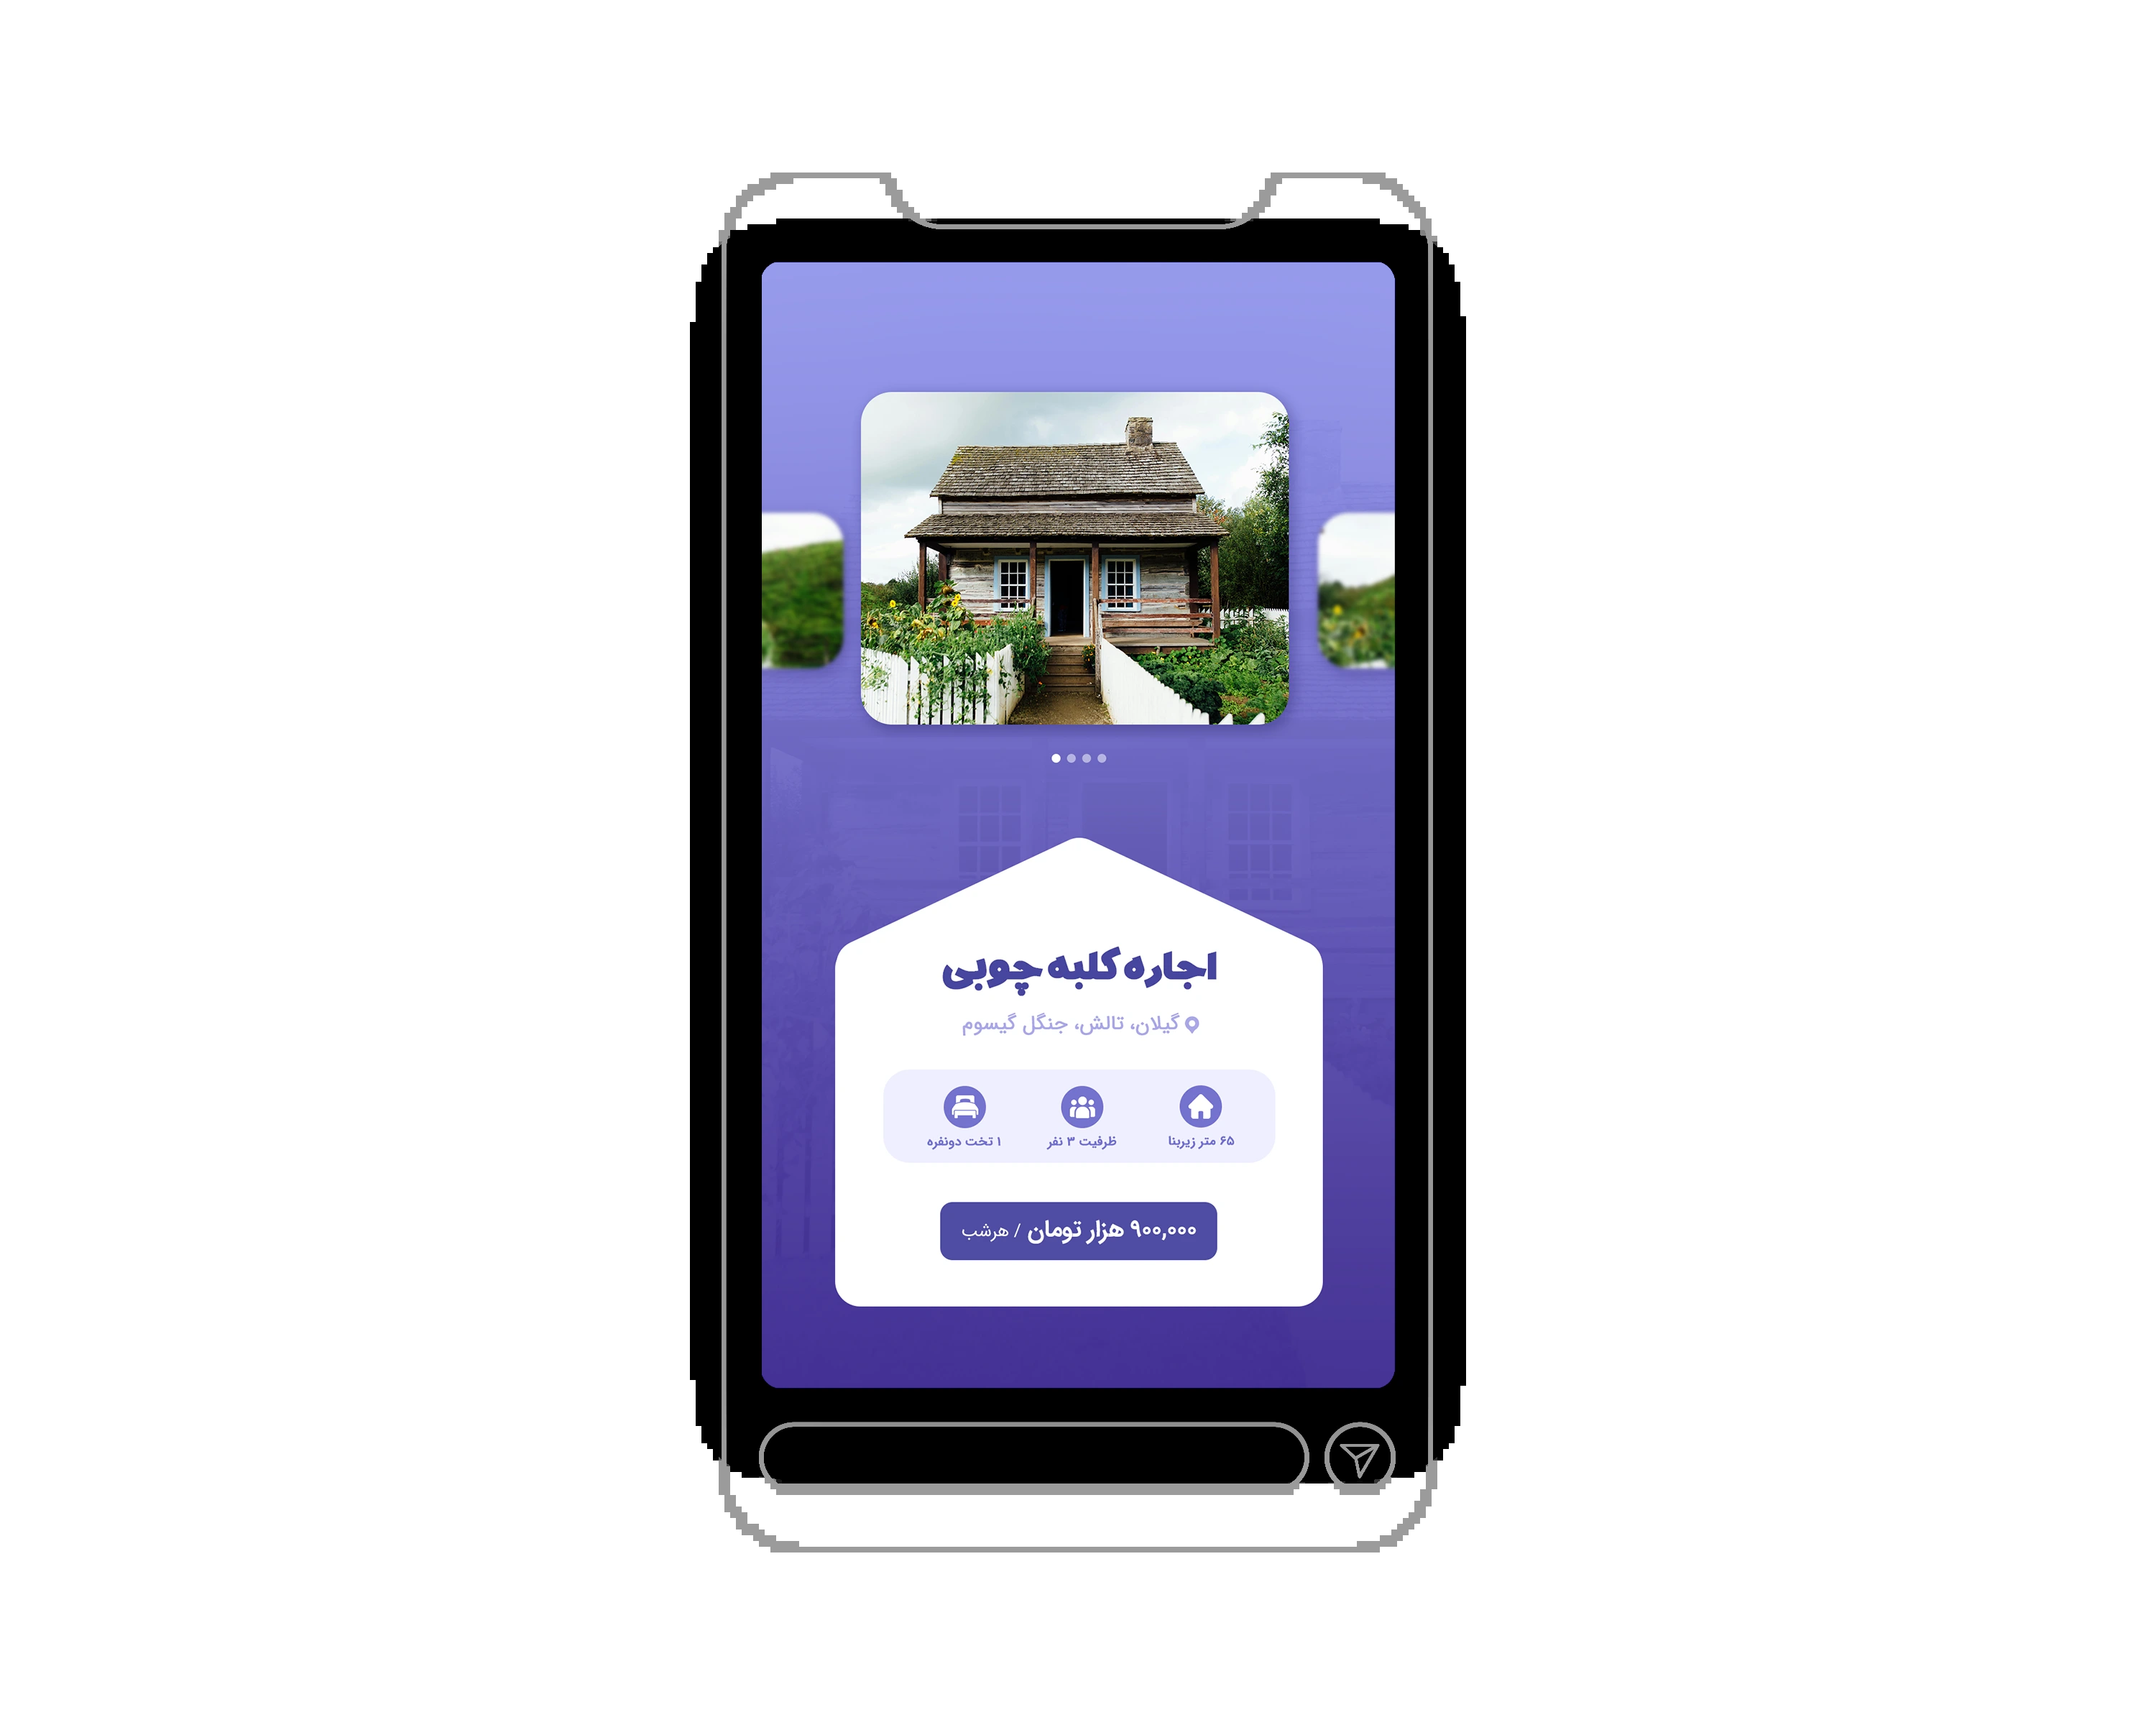 اجاره کلبه چوبی
گیلان، تالش، جنگل گیسوم
۶۵ متر زیربنا
ظرفیت ۳ نفر
۱ تخت دونفره
۹۰۰,۰۰۰ هزار تومان / هرشب